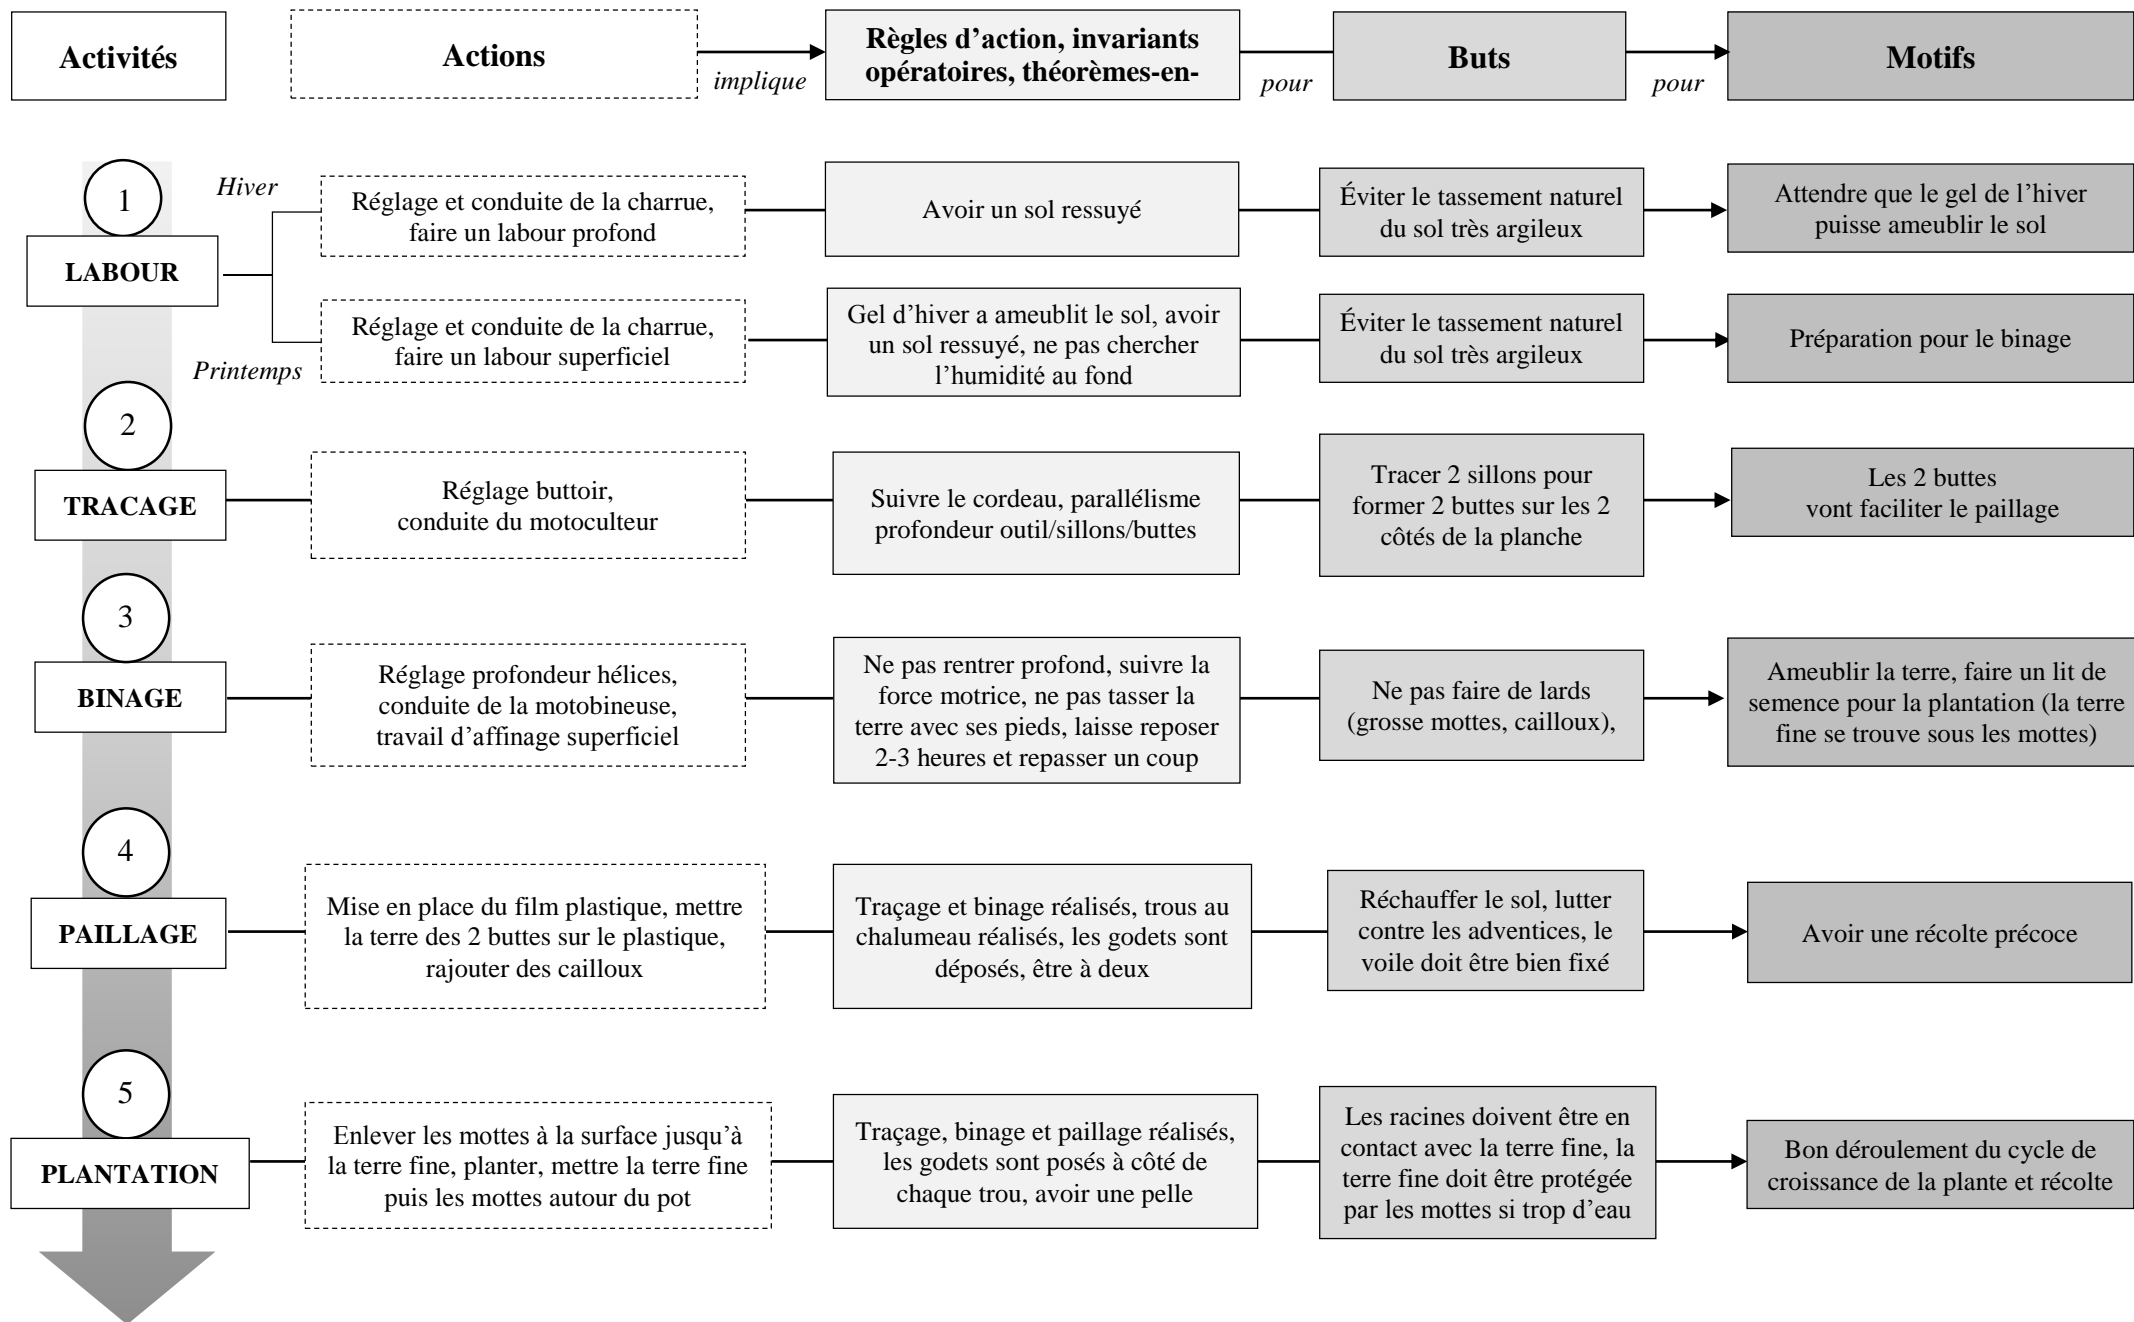 Activités
Actions
implique
Règles d’action, invariants
opératoires, théorèmes-en-
pour
Buts
pour
Motifs
1
LABOUR
Hiver
Réglage et conduite de la charrue,
faire un labour profond
Avoir un sol ressuyé
Éviter le tassement naturel
du sol très argileux
Attendre que le gel de l’hiver
puisse ameublir le sol
Printemps
Réglage et conduite de la charrue,
faire un labour superficiel
Gel d’hiver a ameublit le sol, avoir
un sol ressuyé, ne pas chercher
l’humidité au fond
Éviter le tassement naturel
du sol très argileux
Préparation pour le binage
2
TRACAGE
Réglage buttoir,
conduite du motoculteur
Suivre le cordeau, parallélisme
profondeur outil/sillons/buttes
Tracer 2 sillons pour
former 2 buttes sur les 2
côtés de la planche
Les 2 buttes
vont faciliter le paillage
3
BINAGE
Réglage profondeur hélices,
conduite de la motobineuse,
travail d’affinage superficiel
Ne pas rentrer profond, suivre la
force motrice, ne pas tasser la
terre avec ses pieds, laisse reposer
2-3 heures et repasser un coup
Ne pas faire de lards
(grosse mottes, cailloux),
Ameublir la terre, faire un lit de
semence pour la plantation (la terre
fine se trouve sous les mottes)
4
PAILLAGE
Mise en place du film plastique, mettre
la terre des 2 buttes sur le plastique,
rajouter des cailloux
Traçage et binage réalisés, trous au
chalumeau réalisés, les godets sont
déposés, être à deux
Réchauffer le sol, lutter
contre les adventices, le
voile doit être bien fixé
Avoir une récolte précoce
5
PLANTATION
Enlever les mottes à la surface jusqu’à
la terre fine, planter, mettre la terre fine
puis les mottes autour du pot
Traçage, binage et paillage réalisés,
les godets sont posés à côté de
chaque trou, avoir une pelle
Les racines doivent être en
contact avec la terre fine, la
terre fine doit être protégée
par les mottes si trop d’eau
Bon déroulement du cycle de
croissance de la plante et récolte